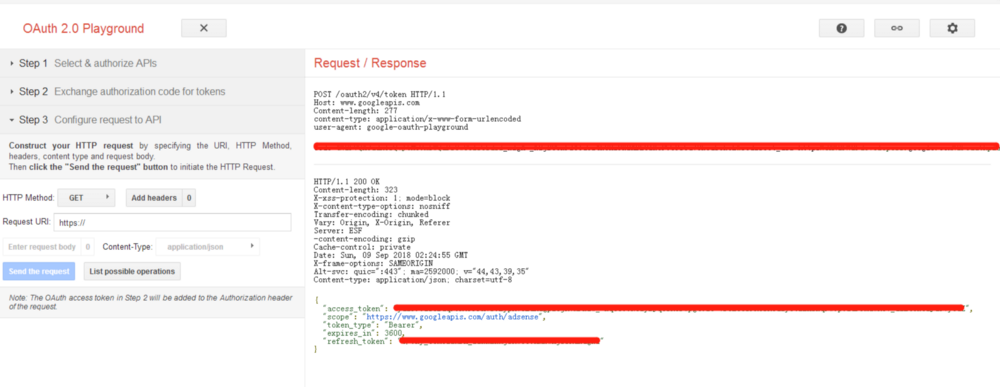 OAuth 2.0 Playground
Step 1 Select & authorize APIs
Step 2 Exchange authorization code for tokens
Step 3 Configure request to API
Construct your HTTP request by specifying the URI, HTTP Method,
headers, content type and request body.
Then click the "Send the request" button to initiate the HTTP Request.
HTTP Method: GET Add headers 0
Request URI: https://
Enter request body 0 Content-Type: application/json
Send the request List possible operations
Note: The OAuth access token in Step 2 will be added to the Authorization header
of the request.
Request / Response
POST /oauth2/v4/token HTTP/1.1
Host: www.googleapis.com
Content-length: 277
content-type: application/x-www-form-urlencoded
user-agent: google-oauth-playground
HTTP/1.1 200 OK
Content-length: 323
X-xss-protection: 1; mode=block
X-content-type-options: nosniff
Transfer-encoding: chunked
Vary: Origin, X-Origin, Referer
Server: ESF
-content-encoding: gzip
Cache-control: private
Date: Sun, 09 Sep 2018 02:24:55 GMT
X-frame-options: SAMEORIGIN
Alt-svc: quic=":443"; ma=2592000; v="44,43,39,35"
Content-type: application/json; charset=utf-8
{
"access_token":
"scope": "https://www.googleapis.com/auth/adsense",
"token_type": "Bearer",
"expires_in": 3600,
"refresh_token":
}